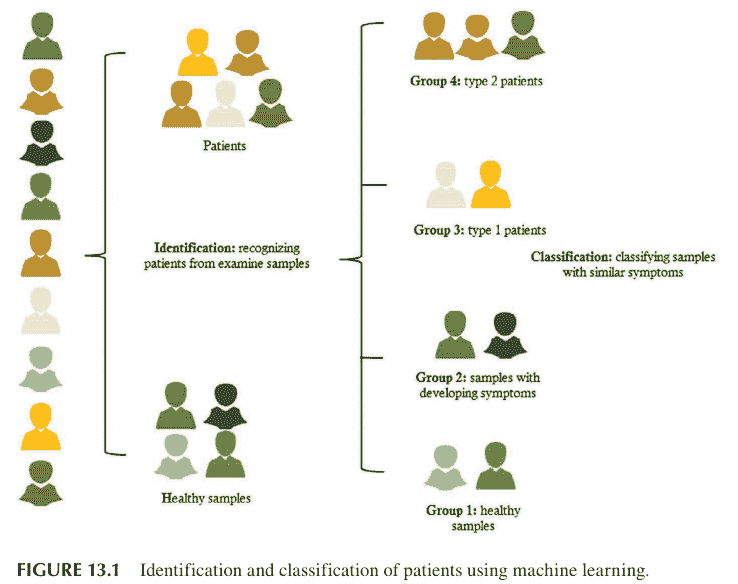 Patients
Identification: recognizing
patients from examine samples
Healthy samples
Group 4: type 2 patients
Group 3: type 1 patients
Classification: classifying samples
with similar symptoms
Group 2: samples with
developing symptoms
Group 1: healthy
samples
FIGURE 13.1 Identification and classification of patients using machine learning.